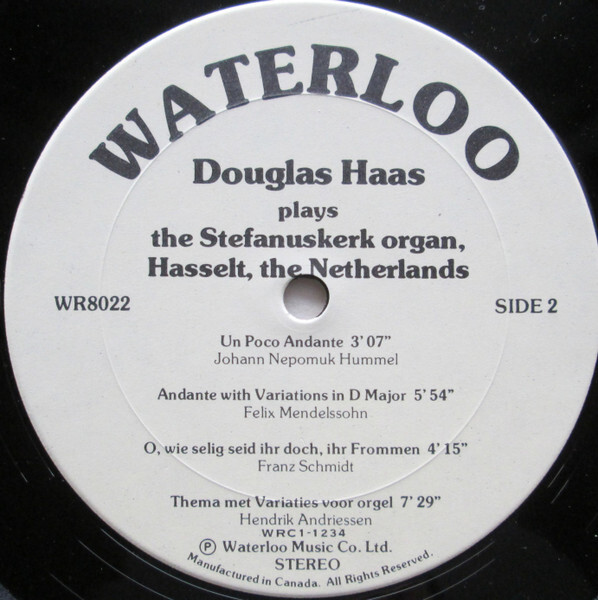 WATERLOO
Douglas Haas
plays
the Stefanuskerk organ,
Hasselt, the Netherlands
WR8022
SIDE 2
Un Poco Andante 3'07"
Johann Nepomuk Hummel
Andante with Variations in D Major 5'54"
Felix Mendelssohn
O, wie selig seid ihr doch, ihr Frommen 4'15"
Franz Schmidt
Thema met Variaties voor orgel 7'29"
Hendrik Andriessen
WRC1-1234
Ⓟ Waterloo Music Co. Ltd.
STEREO
Manufactured in Canada. All Rights Reserved.